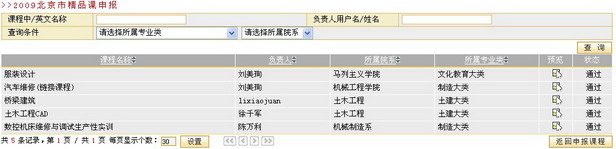 >>2009北京市精品课申报
课程中/英文名称 负责人用户名/姓名
查询条件 请选择所属专业类 请选择所属院系
查 询
课程名称 负责人 所属院系 所属专业类 预览 状态
服装设计 刘美珣 马列主义学院 文化教育大类 通过
汽车维修(链接课程) 刘美珣 机械工程学院 制造大类 通过
桥梁建筑 lixiaojuan 土木工程 土建大类 通过
土木工程CAD 徐千军 土木工程 土建大类 通过
数控机床维修与调试生产性实训 陈万利 机械制造系 制造大类 通过
共 5 条记录，第 1 页 / 共 1 页 每页显示个数： 30 设置 返回申报课程